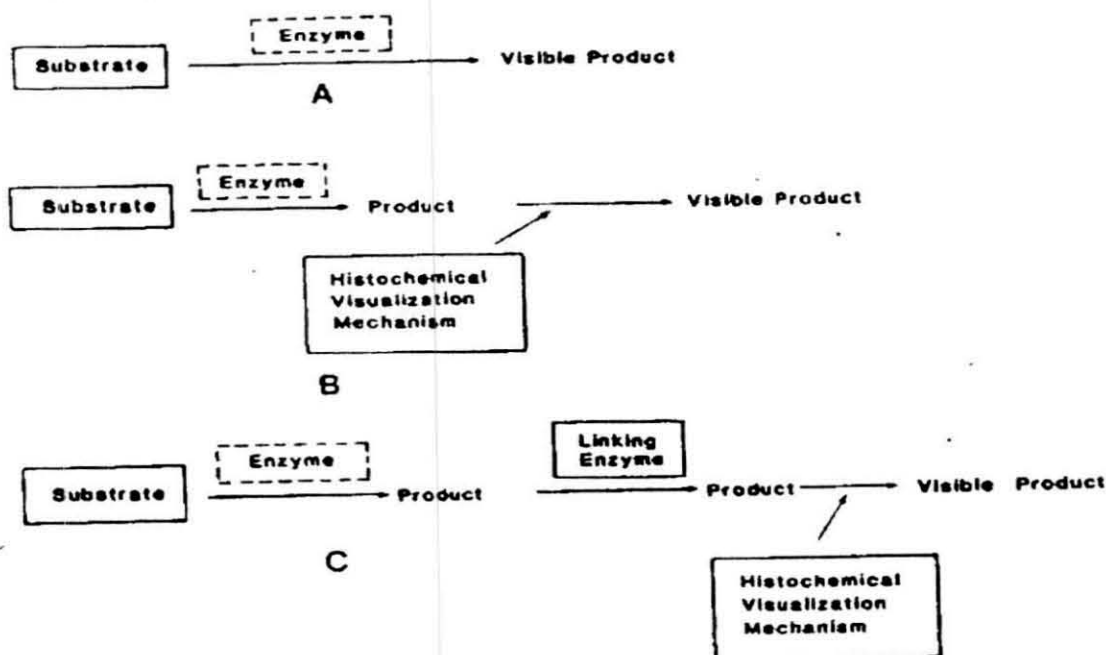 Enzyme
Substrate
Visible Product
A
Enzyme
Substrate
Product
Visible Product
Histochemical
Visualization
Mechanism
B
Linking
Enzyme
Enzyme
Substrate
Product
Product
Visible Product
C
Histochemical
Visualization
Mechanism